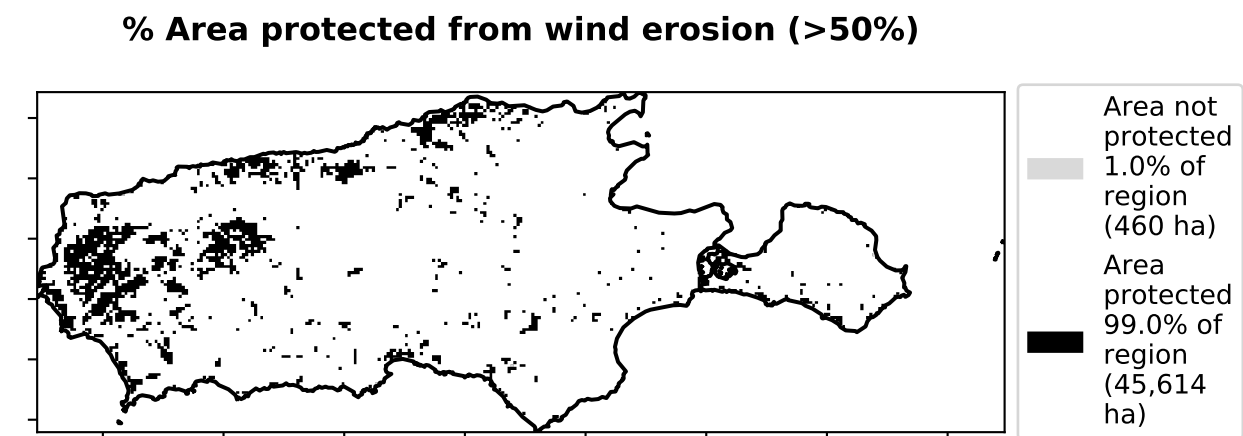 % Area protected from wind erosion (>50%)
Area not
protected
1.0% of
region
(460 ha)
Area
protected
99.0% of
region
(45,614
ha)